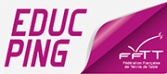 EDUC
PING
FFTT
Fédération Française
de Tennis de Table